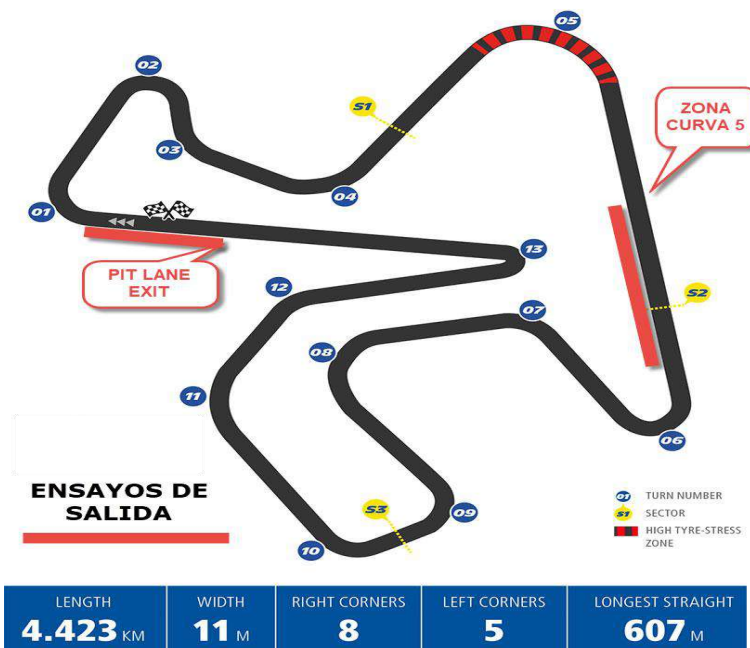 05
02
S1
ZONA
CURVA 5
03
04
01
PIT LANE
EXIT
13
12
S2
07
08
11
06
ENSAYOS DE
SALIDA
01 TURN NUMBER
S1 SECTOR
HIGH TYRE-STRESS
ZONE
S3
09
10
LENGTH
4.423 KM
WIDTH
11 M
RIGHT CORNERS
8
LEFT CORNERS
5
LONGEST STRAIGHT
607 M